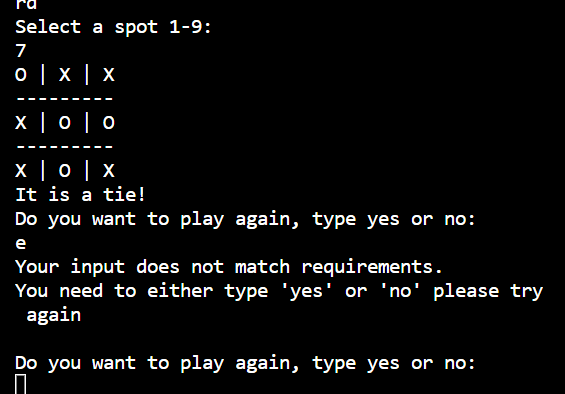 rd
Select a spot 1-9:
7
O | X | X
---------
X | O | O
---------
X | O | X
It is a tie!
Do you want to play again, type yes or no:
e
Your input does not match requirements.
You need to either type 'yes' or 'no' please try
 again
Do you want to play again, type yes or no: